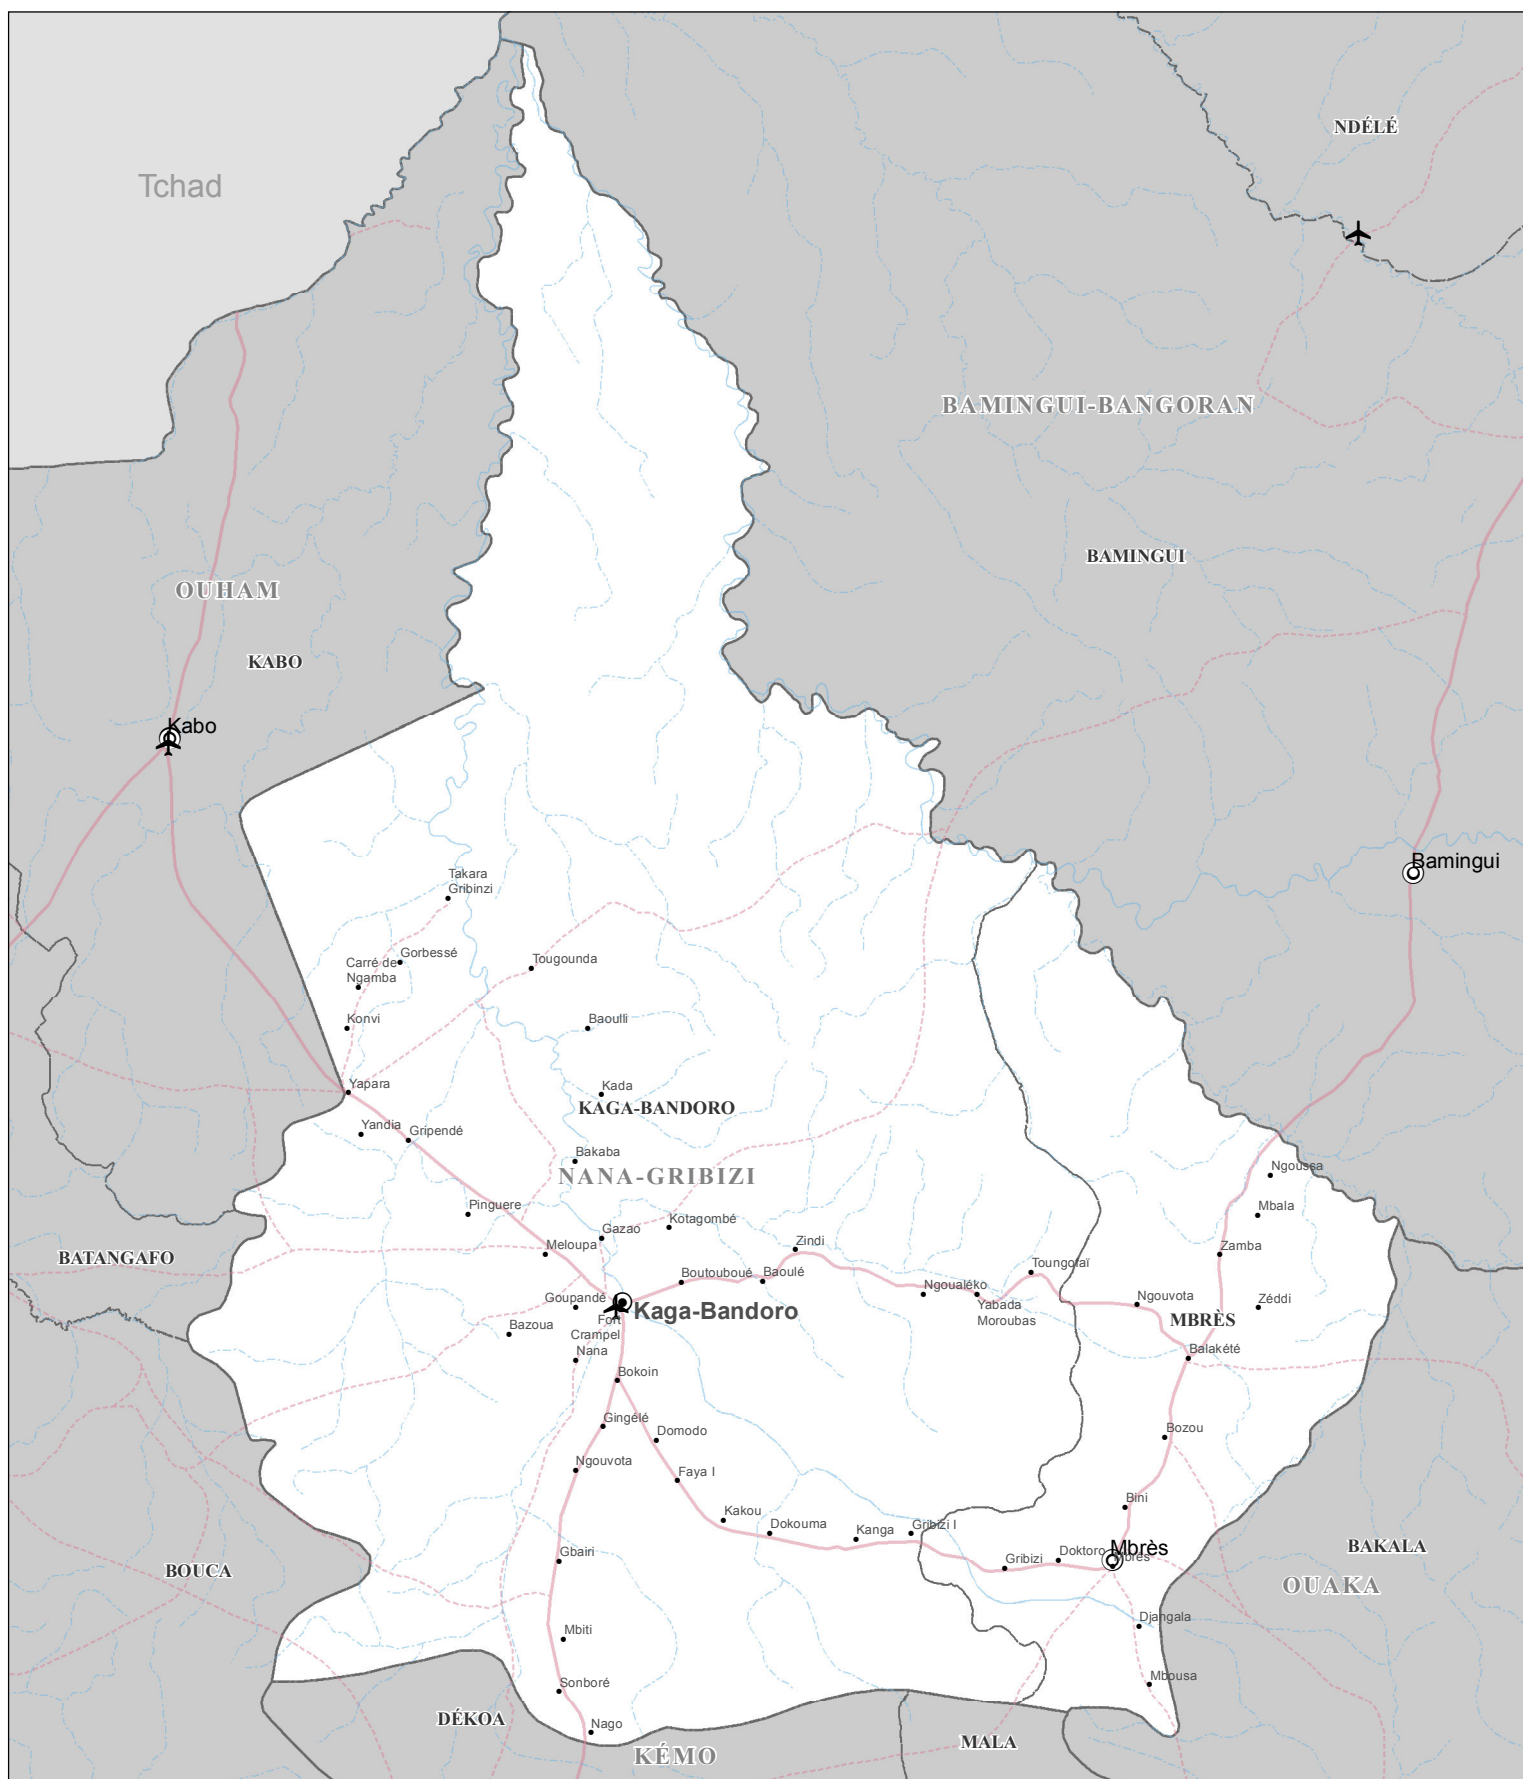 NDÉLÉ
Tchad
BAMINGUI-BANGORAN
BAMINGUI
OUHAM
KABO
Kabo
Bamingui
Takara
Gribinzi
Gorbessé
Carré de
Ngamba
Tougounda
Konvi
Baoulli
Yapara
Kada
KAGA-BANDORO
Yandia
Gripendé
Bakaba
NANA-GRIBIZI
Ngoussa
Pinguere
Mbala
Kotagombé
Gazao
Zindi
Meloupa
Zamba
BATANGAFO
Toungoraï
Boutouboué
Baoulé
Ngoualéko
Yabada
Moroubas
Goupandé
Kaga-Bandoro
Fort
Crampel
Ngouvota
Zéddi
MBRÈS
Bazoua
Nana
Balakété
Bokoin
Gingélé
Domodo
Bozou
Ngouvota
Faya I
Kakou
Dokouma
Kanga
Gribizi I
Bini
Gbairi
Gribizi
Doktoro
Mbrès
Mbrès
BAKALA
BOUCA
OUAKA
Mbiti
Djangala
Sonboré
Mbousa
DÉKOA
Nago
MALA
KÉMO